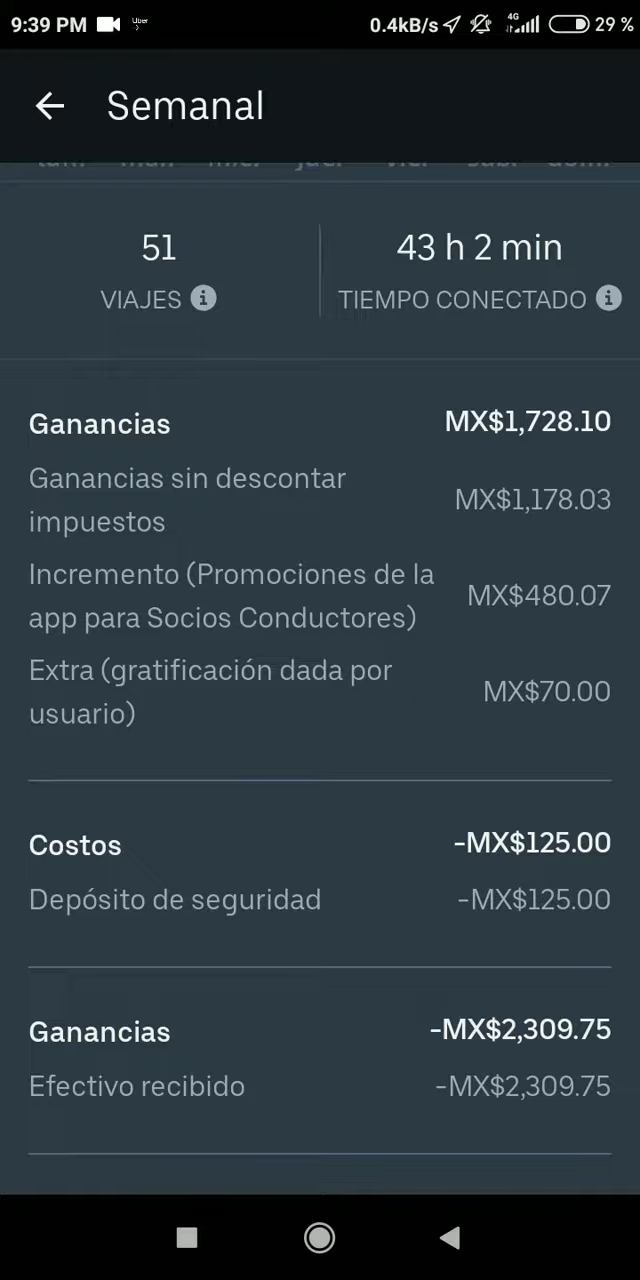 9:39 PM Uber 0.4kB/s 4G 29 %
Semanal
51
43 h 2 min
VIAJES
TIEMPO CONECTADO
Ganancias MX$1,728.10
Ganancias sin descontar
impuestos
MX$1,178.03
Incremento (Promociones de la
app para Socios Conductores)
MX$480.07
Extra (gratificación dada por
usuario)
MX$70.00
Costos -MX$125.00
Depósito de seguridad -MX$125.00
Ganancias -MX$2,309.75
Efectivo recibido -MX$2,309.75